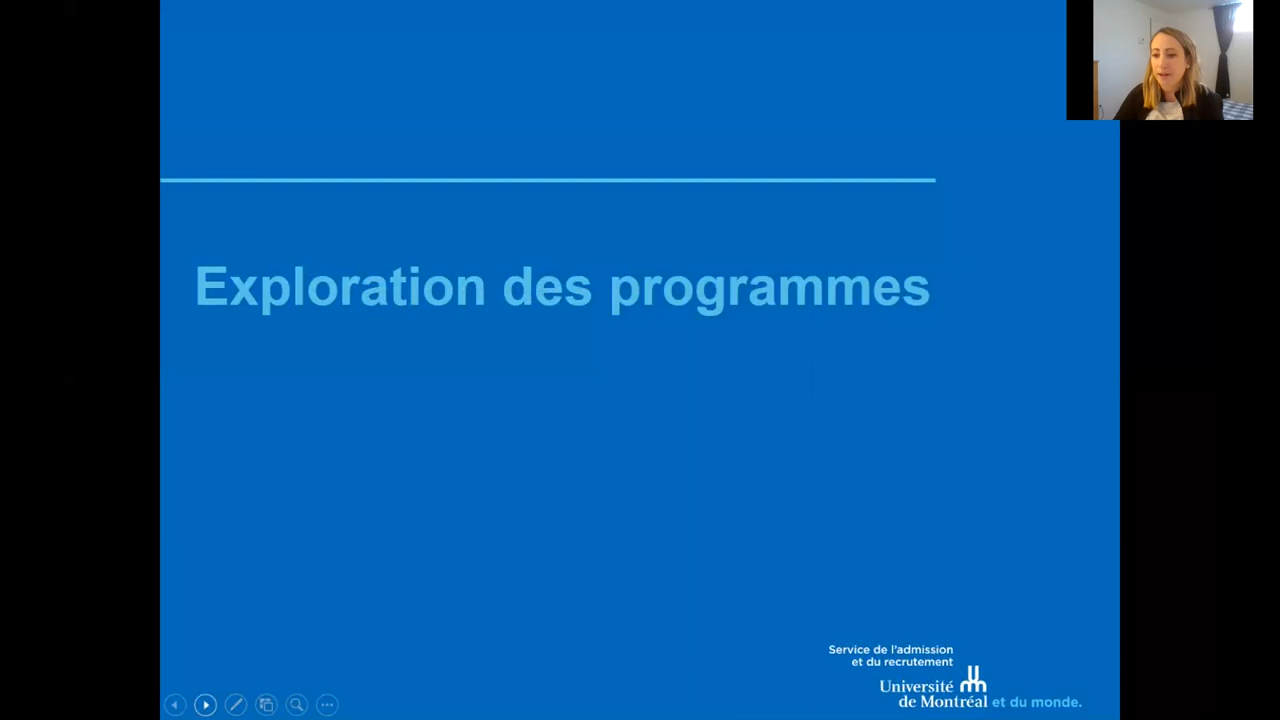 Exploration des programmes
Service de l'admission
et du recrutement
Université
de Montréal et du monde.